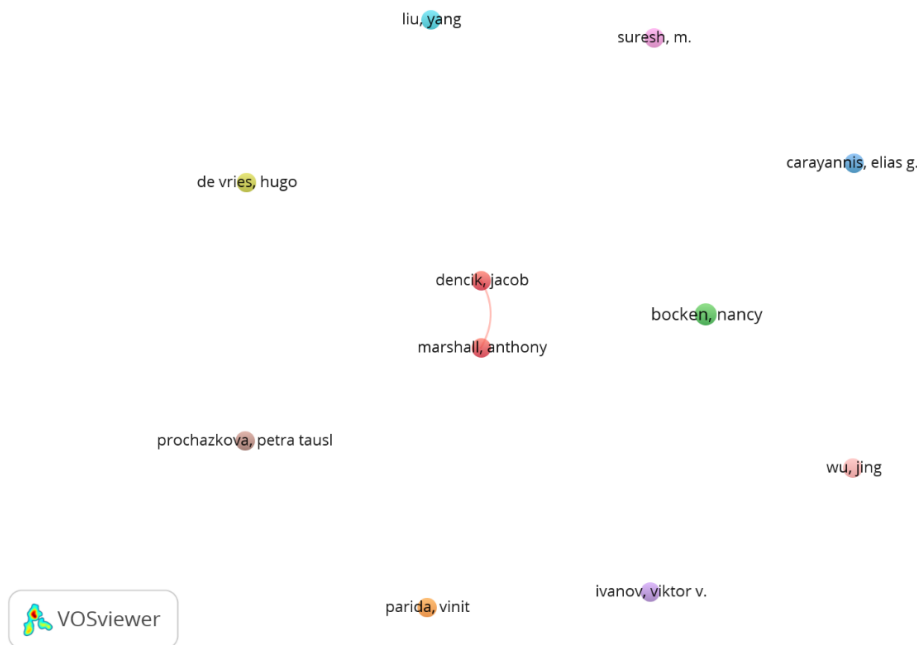 liu, yang
suresh, m.
carayannis, elias g.
de vries, hugo
dencik, jacob
bocken, nancy
marshall, anthony
prochazkova, petra tausl
wu, jing
ivanov, viktor v.
parida, vinit
VOSviewer